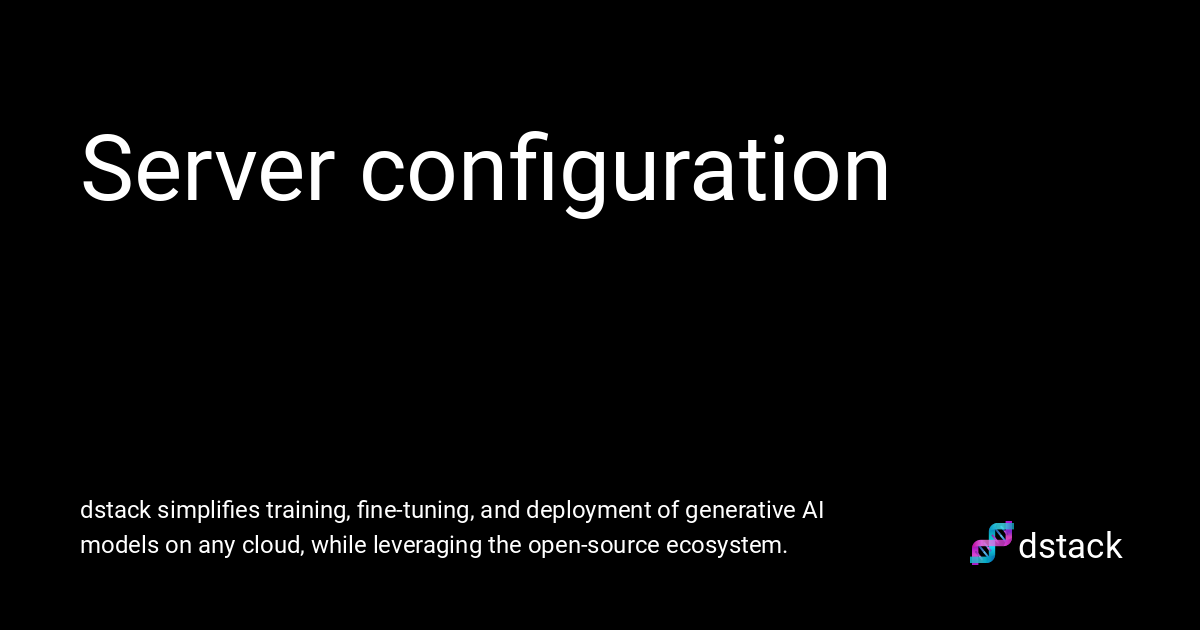 Server configuration
dstack simplifies training, fine-tuning, and deployment of generative AI
models on any cloud, while leveraging the open-source ecosystem.
dstack